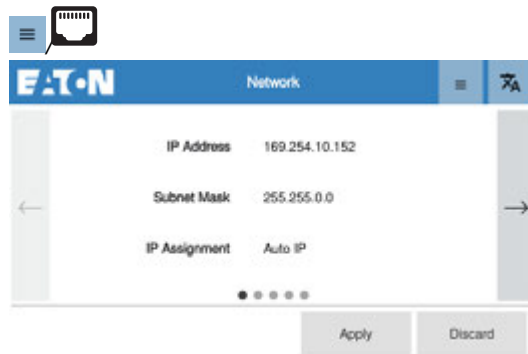 EATON
Network
IP Address 169.254.10.152
Subnet Mask 255.255.0.0
IP Assignment Auto IP
Apply Discard